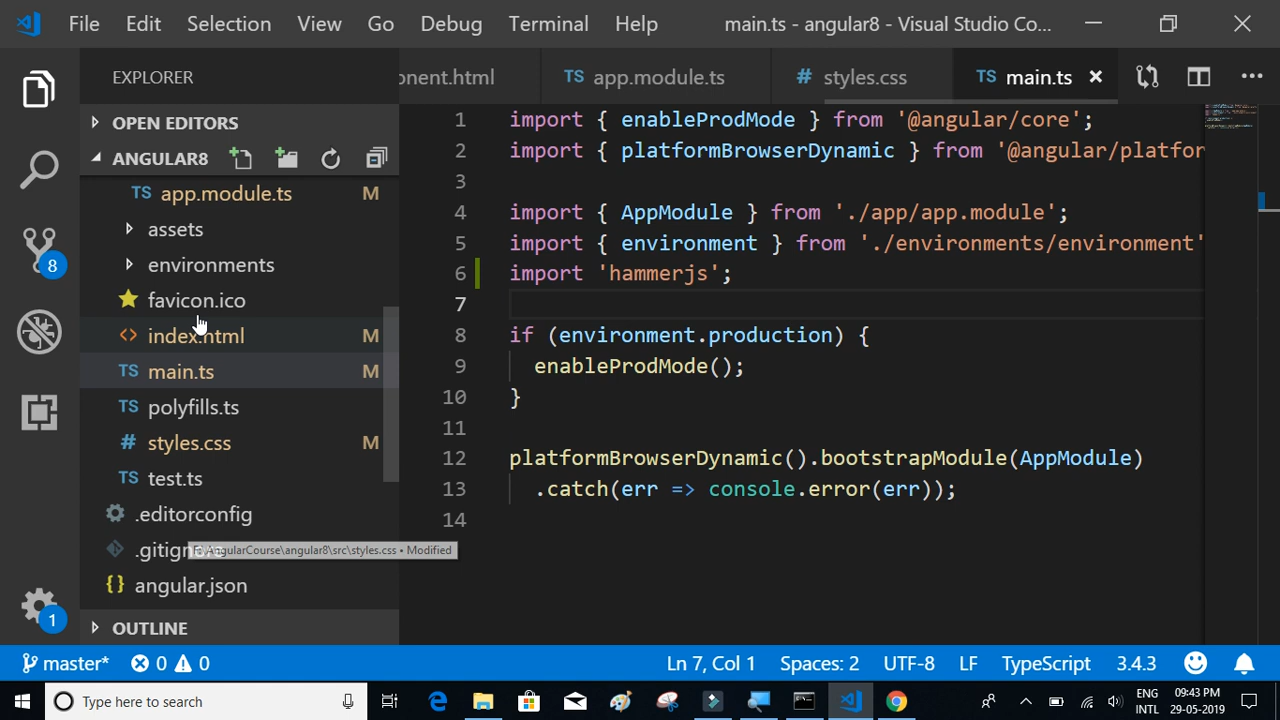 File Edit Selection View Go Debug Terminal Help main.ts - angular8 - Visual Studio Co...
EXPLORER
onent.html TS app.module.ts # styles.css TS main.ts
OPEN EDITORS
ANGULAR8
TS app.module.ts M
assets
environments
favicon.ico
<> index.html M
TS main.ts M
TS polyfills.ts
# styles.css M
TS test.ts
.editorconfig
.gitign
\AngularCourse\angular8\src\styles.css • Modified
{} angular.json
OUTLINE
8
1
1 import { enableProdMode } from '@angular/core';
2 import { platformBrowserDynamic } from '@angular/platfor
3
4 import { AppModule } from './app/app.module';
5 import { environment } from './environments/environment'
6 import 'hammerjs';
7
8 if (environment.production) {
9 enableProdMode();
10 }
11
12 platformBrowserDynamic().bootstrapModule(AppModule)
13 .catch(err => console.error(err));
14
master* 0 0 Ln 7, Col 1 Spaces: 2 UTF-8 LF TypeScript 3.4.3
Type here to search
ENG
INTL
09:43 PM
29-05-2019